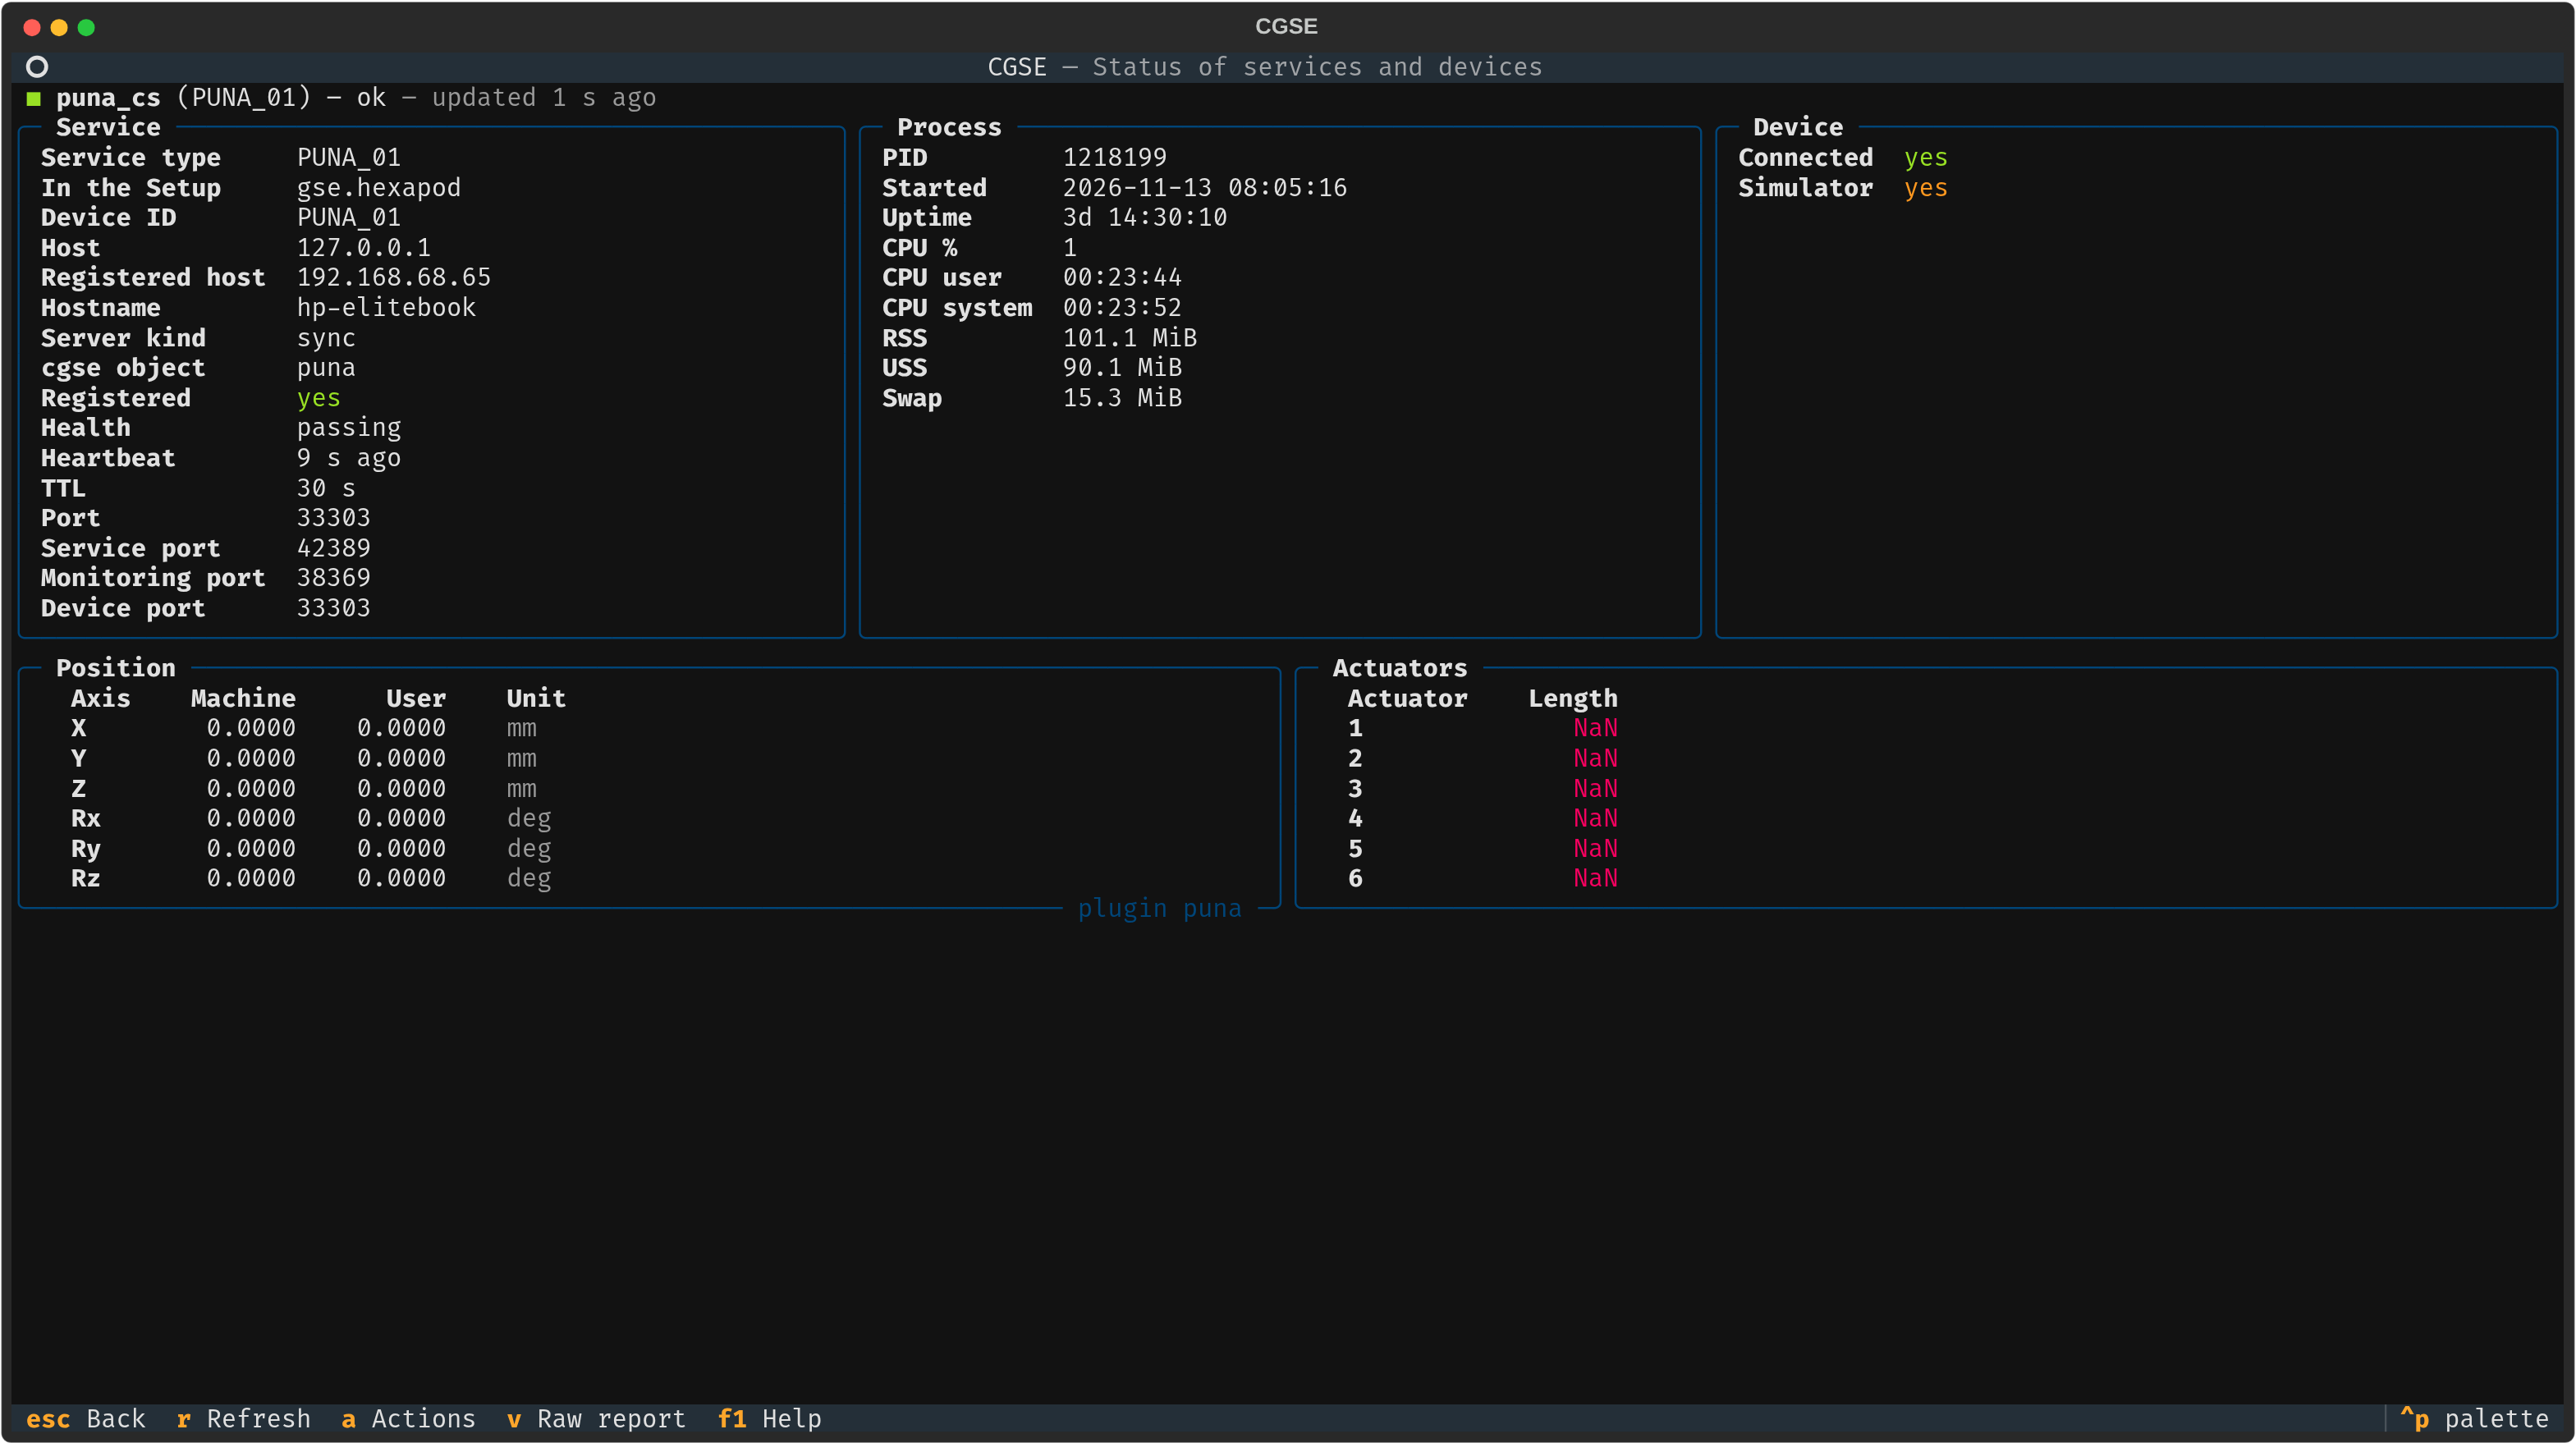 CGSE
CGSE — Status of services and devices
puna_cs (PUNA_01) — ok — updated 1 s ago
Service
Service type PUNA_01
In the Setup gse.hexapod
Device ID PUNA_01
Host 127.0.0.1
Registered host 192.168.68.65
Hostname hp-elitebook
Server kind sync
cgse object puna
Registered yes
Health passing
Heartbeat 9 s ago
TTL 30 s
Port 33303
Service port 42389
Monitoring port 38369
Device port 33303
Process
PID 1218199
Started 2026-11-13 08:05:16
Uptime 3d 14:30:10
CPU % 1
CPU user 00:23:44
CPU system 00:23:52
RSS 101.1 MiB
USS 90.1 MiB
Swap 15.3 MiB
Device
Connected yes
Simulator yes
Position
Axis Machine User Unit
X 0.0000 0.0000 mm
Y 0.0000 0.0000 mm
Z 0.0000 0.0000 mm
Rx 0.0000 0.0000 deg
Ry 0.0000 0.0000 deg
Rz 0.0000 0.0000 deg
plugin puna
Actuators
Actuator Length
1 NaN
2 NaN
3 NaN
4 NaN
5 NaN
6 NaN
esc Back r Refresh a Actions v Raw report f1 Help ^p palette